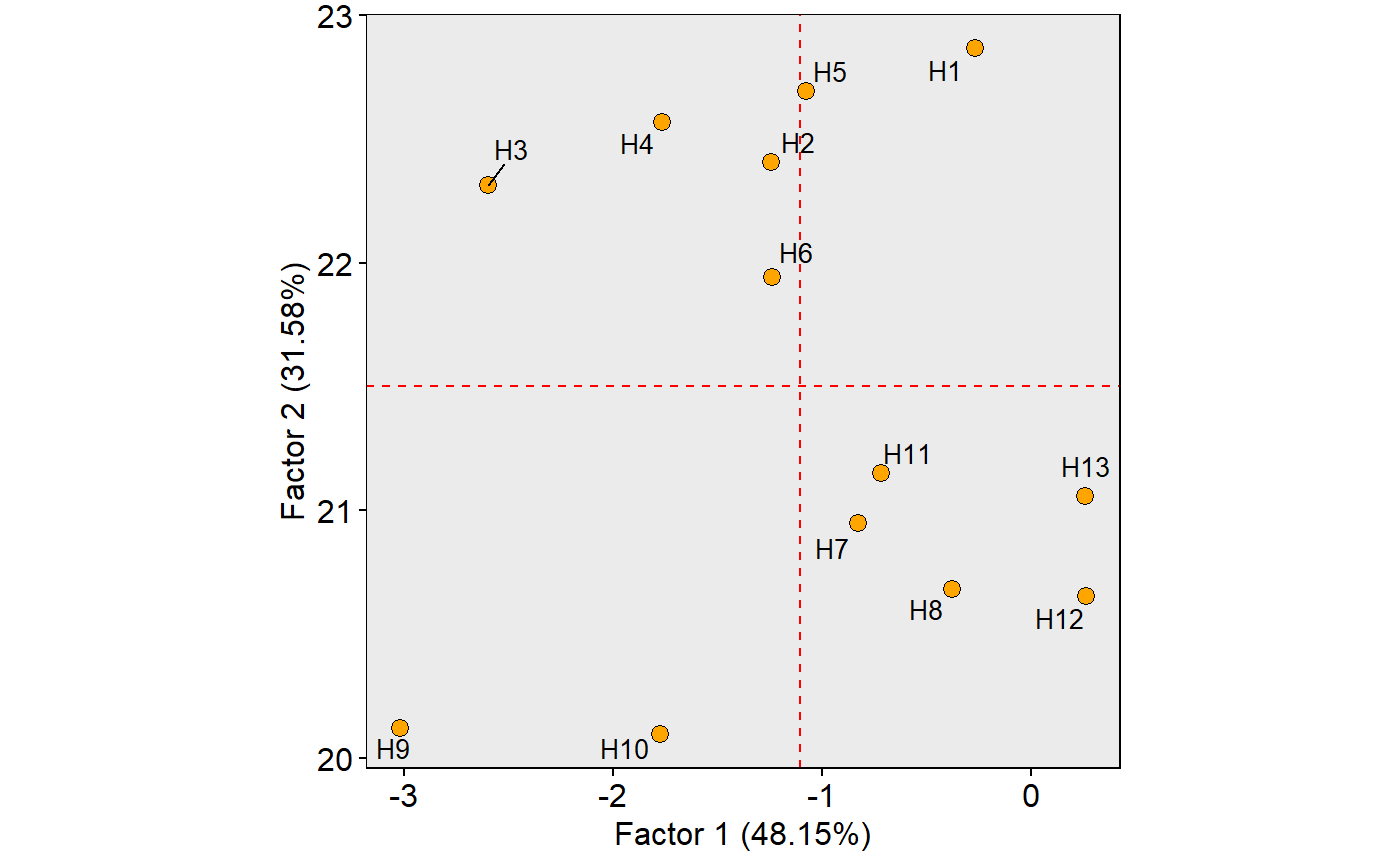 23
22
21
20
Factor 2 (31.58%)
H1
H5
H4
H2
H3
H6
H11
H13
H7
H8
H12
H9
H10
-3
-2
-1
0
Factor 1 (48.15%)